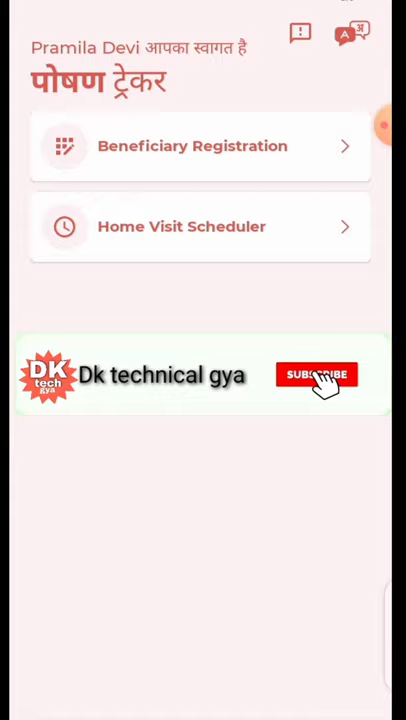 Pramila Devi आपका स्वागत है
पोषण ट्रेकर
Beneficiary Registration
Home Visit Scheduler
DK
tech
gya
Dk technical gya
SUBSCRIBE